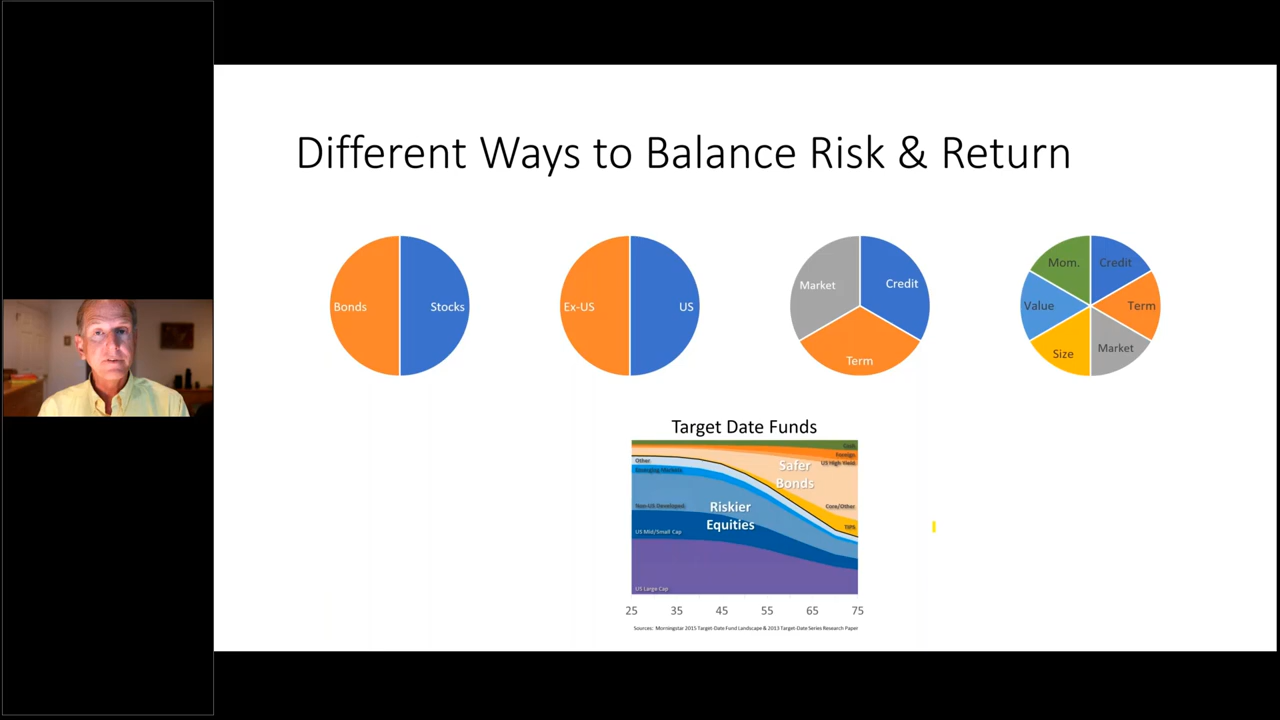 Different Ways to Balance Risk & Return
Bonds
Stocks
Ex-US
US
Market
Credit
Term
Mom.
Credit
Value
Term
Size
Market
Target Date Funds
Cash
Foreign
US High Yield
Safer
Bonds
Other
Emerging Markets
Non-US Developed
Riskier
Equities
Core/Other
TIPS
US Mid/Small Cap
US Large Cap
25 35 45 55 65 75
Sources: Morningstar 2015 Target-Date Fund Landscape & 2013 Target-Date Series Research Paper